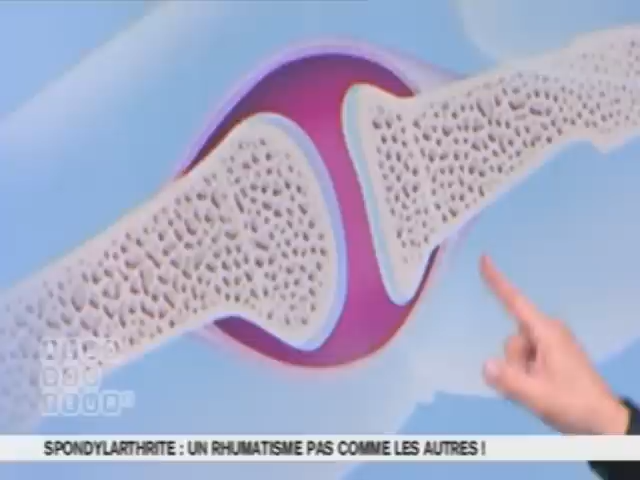 SPONDYLARTHRITE : UN RHUMATISME PAS COMME LES AUTRES !